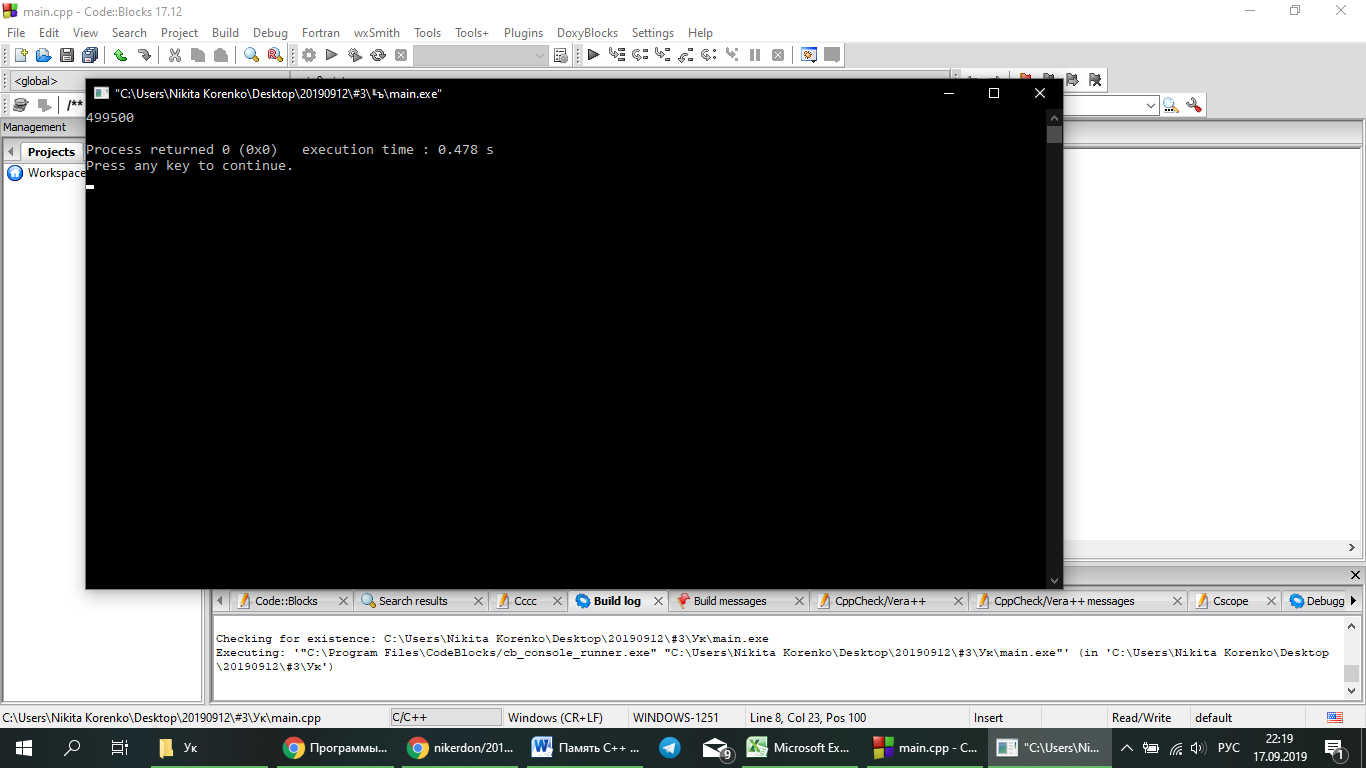 main.cpp - Code::Blocks 17.12
File Edit View Search Project Build Debug Fortran wxSmith Tools Tools+ Plugins DoxyBlocks Settings Help
<global>
/**
"C:\Users\Nikita Korenko\Desktop\20190912\#3\╙ъ\main.exe"
499500
Management
Projects
Process returned 0 (0x0)   execution time : 0.478 s
Press any key to continue.
Workspace
Code::Blocks Search results Cccc Build log Build messages CppCheck/Vera++ CppCheck/Vera++ messages Cscope Debugg
Checking for existence: C:\Users\Nikita Korenko\Desktop\20190912\#3\Ук\main.exe
Executing: '"C:\Program Files\CodeBlocks/cb_console_runner.exe" "C:\Users\Nikita Korenko\Desktop\20190912\#3\Ук\main.exe"' (in 'C:\Users\Nikita Korenko\Desktop
\20190912\#3\Ук')
C:\Users\Nikita Korenko\Desktop\20190912\#3\Ук\main.cpp C/C++ Windows (CR+LF) WINDOWS-1251 Line 8, Col 23, Pos 100 Insert Read/Write default
Ук Программы... nikerdon/201... Память C++ ... 9 Microsoft Ex... main.cpp - C... "C:\Users\Ni... РУС 22:19
17.09.2019 1